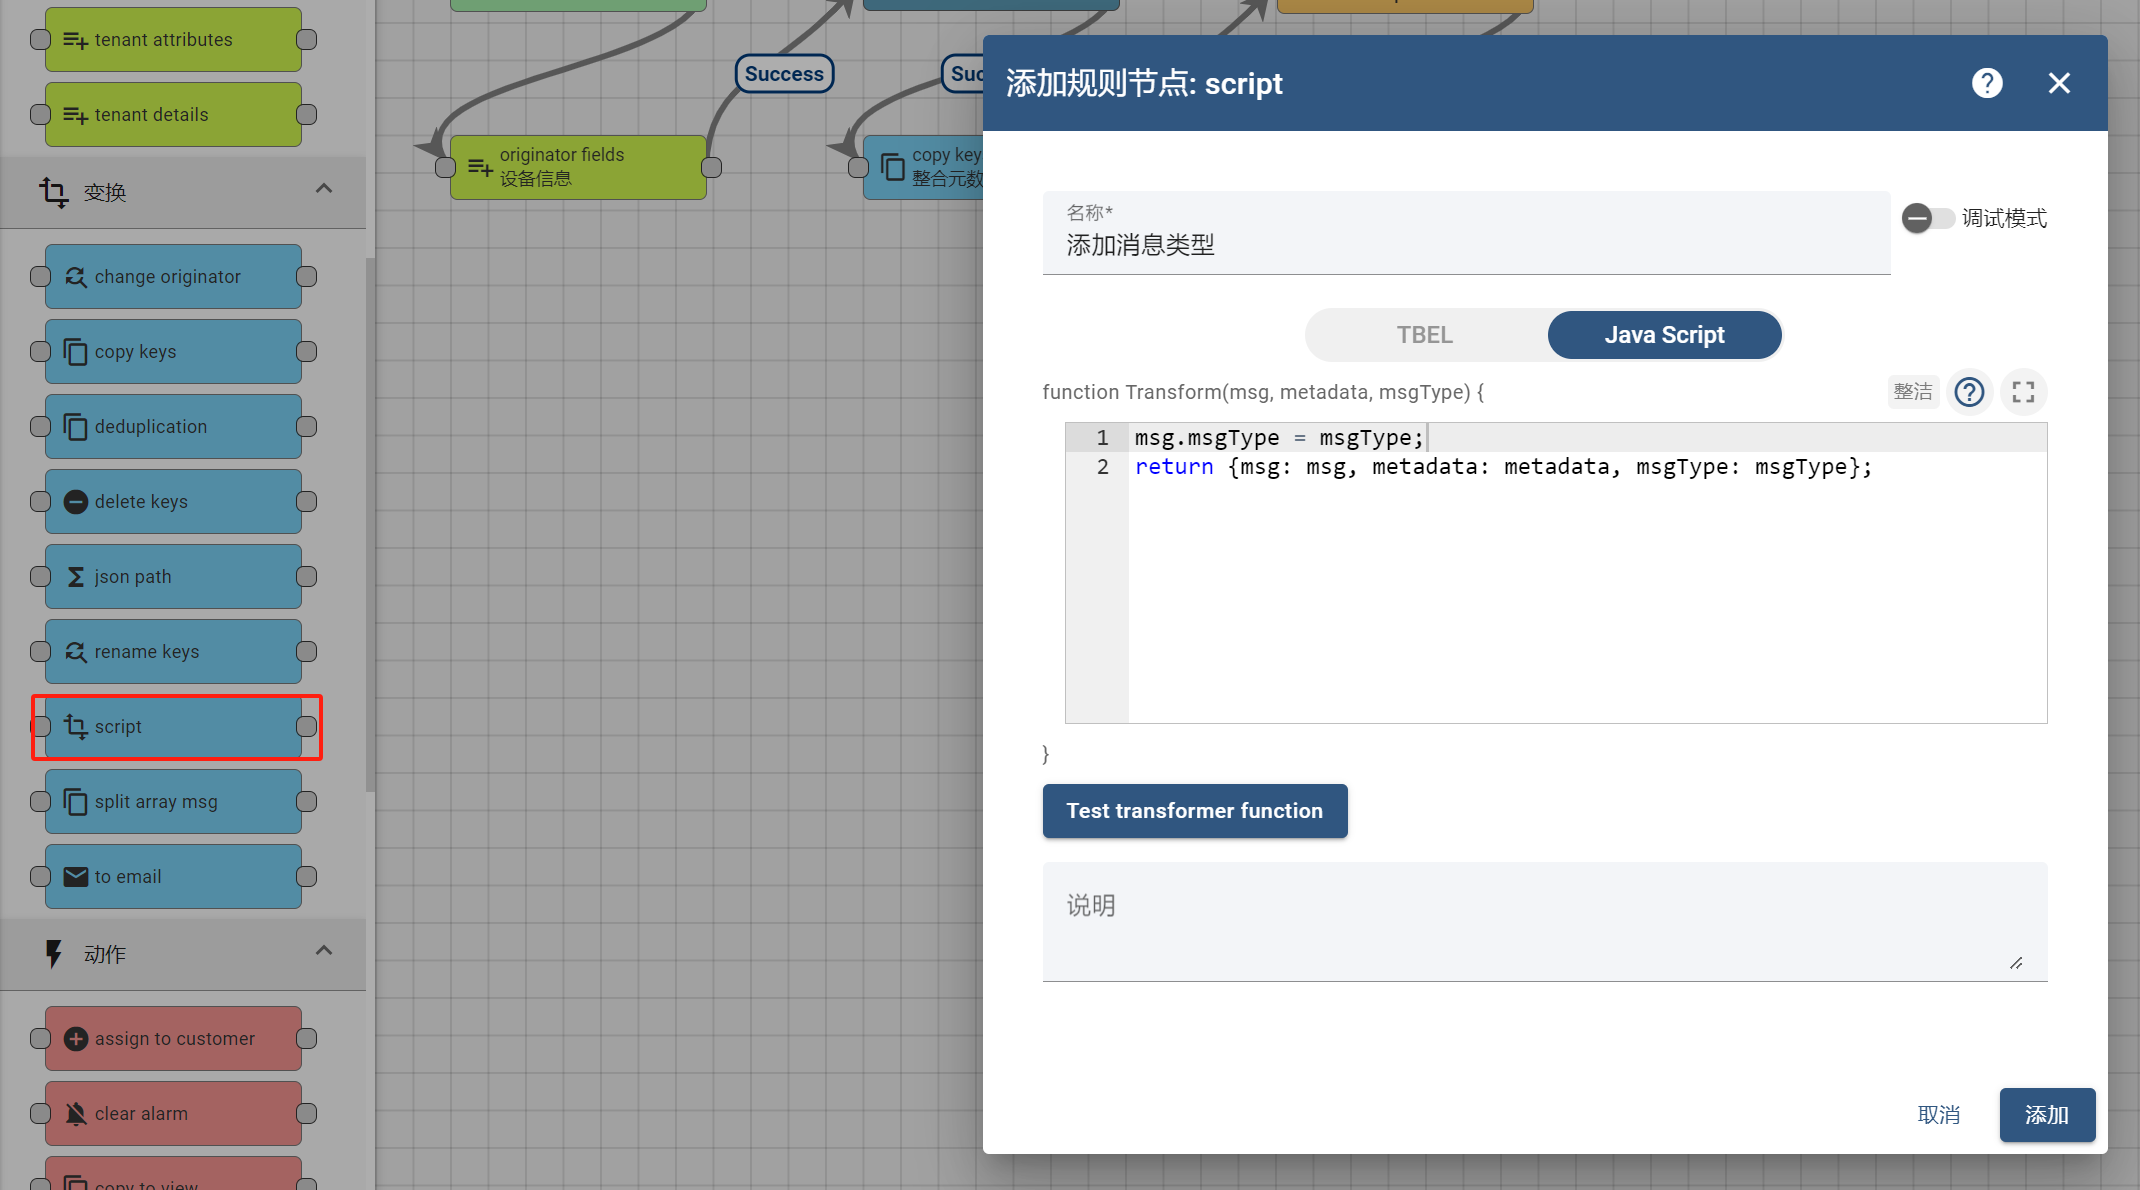 tenant attributes
tenant details
变换
change originator
copy keys
deduplication
delete keys
json path
rename keys
script
split array msg
to email
动作
assign to customer
clear alarm
copy to view
Success
Suc
originator fields
设备信息
copy key
整合元数
添加规则节点: script
名称*
添加消息类型
调试模式
TBEL
Java Script
function Transform(msg, metadata, msgType) {
整洁
1 msg.msgType = msgType;
2 return {msg: msg, metadata: metadata, msgType: msgType};
}
Test transformer function
说明
取消
添加